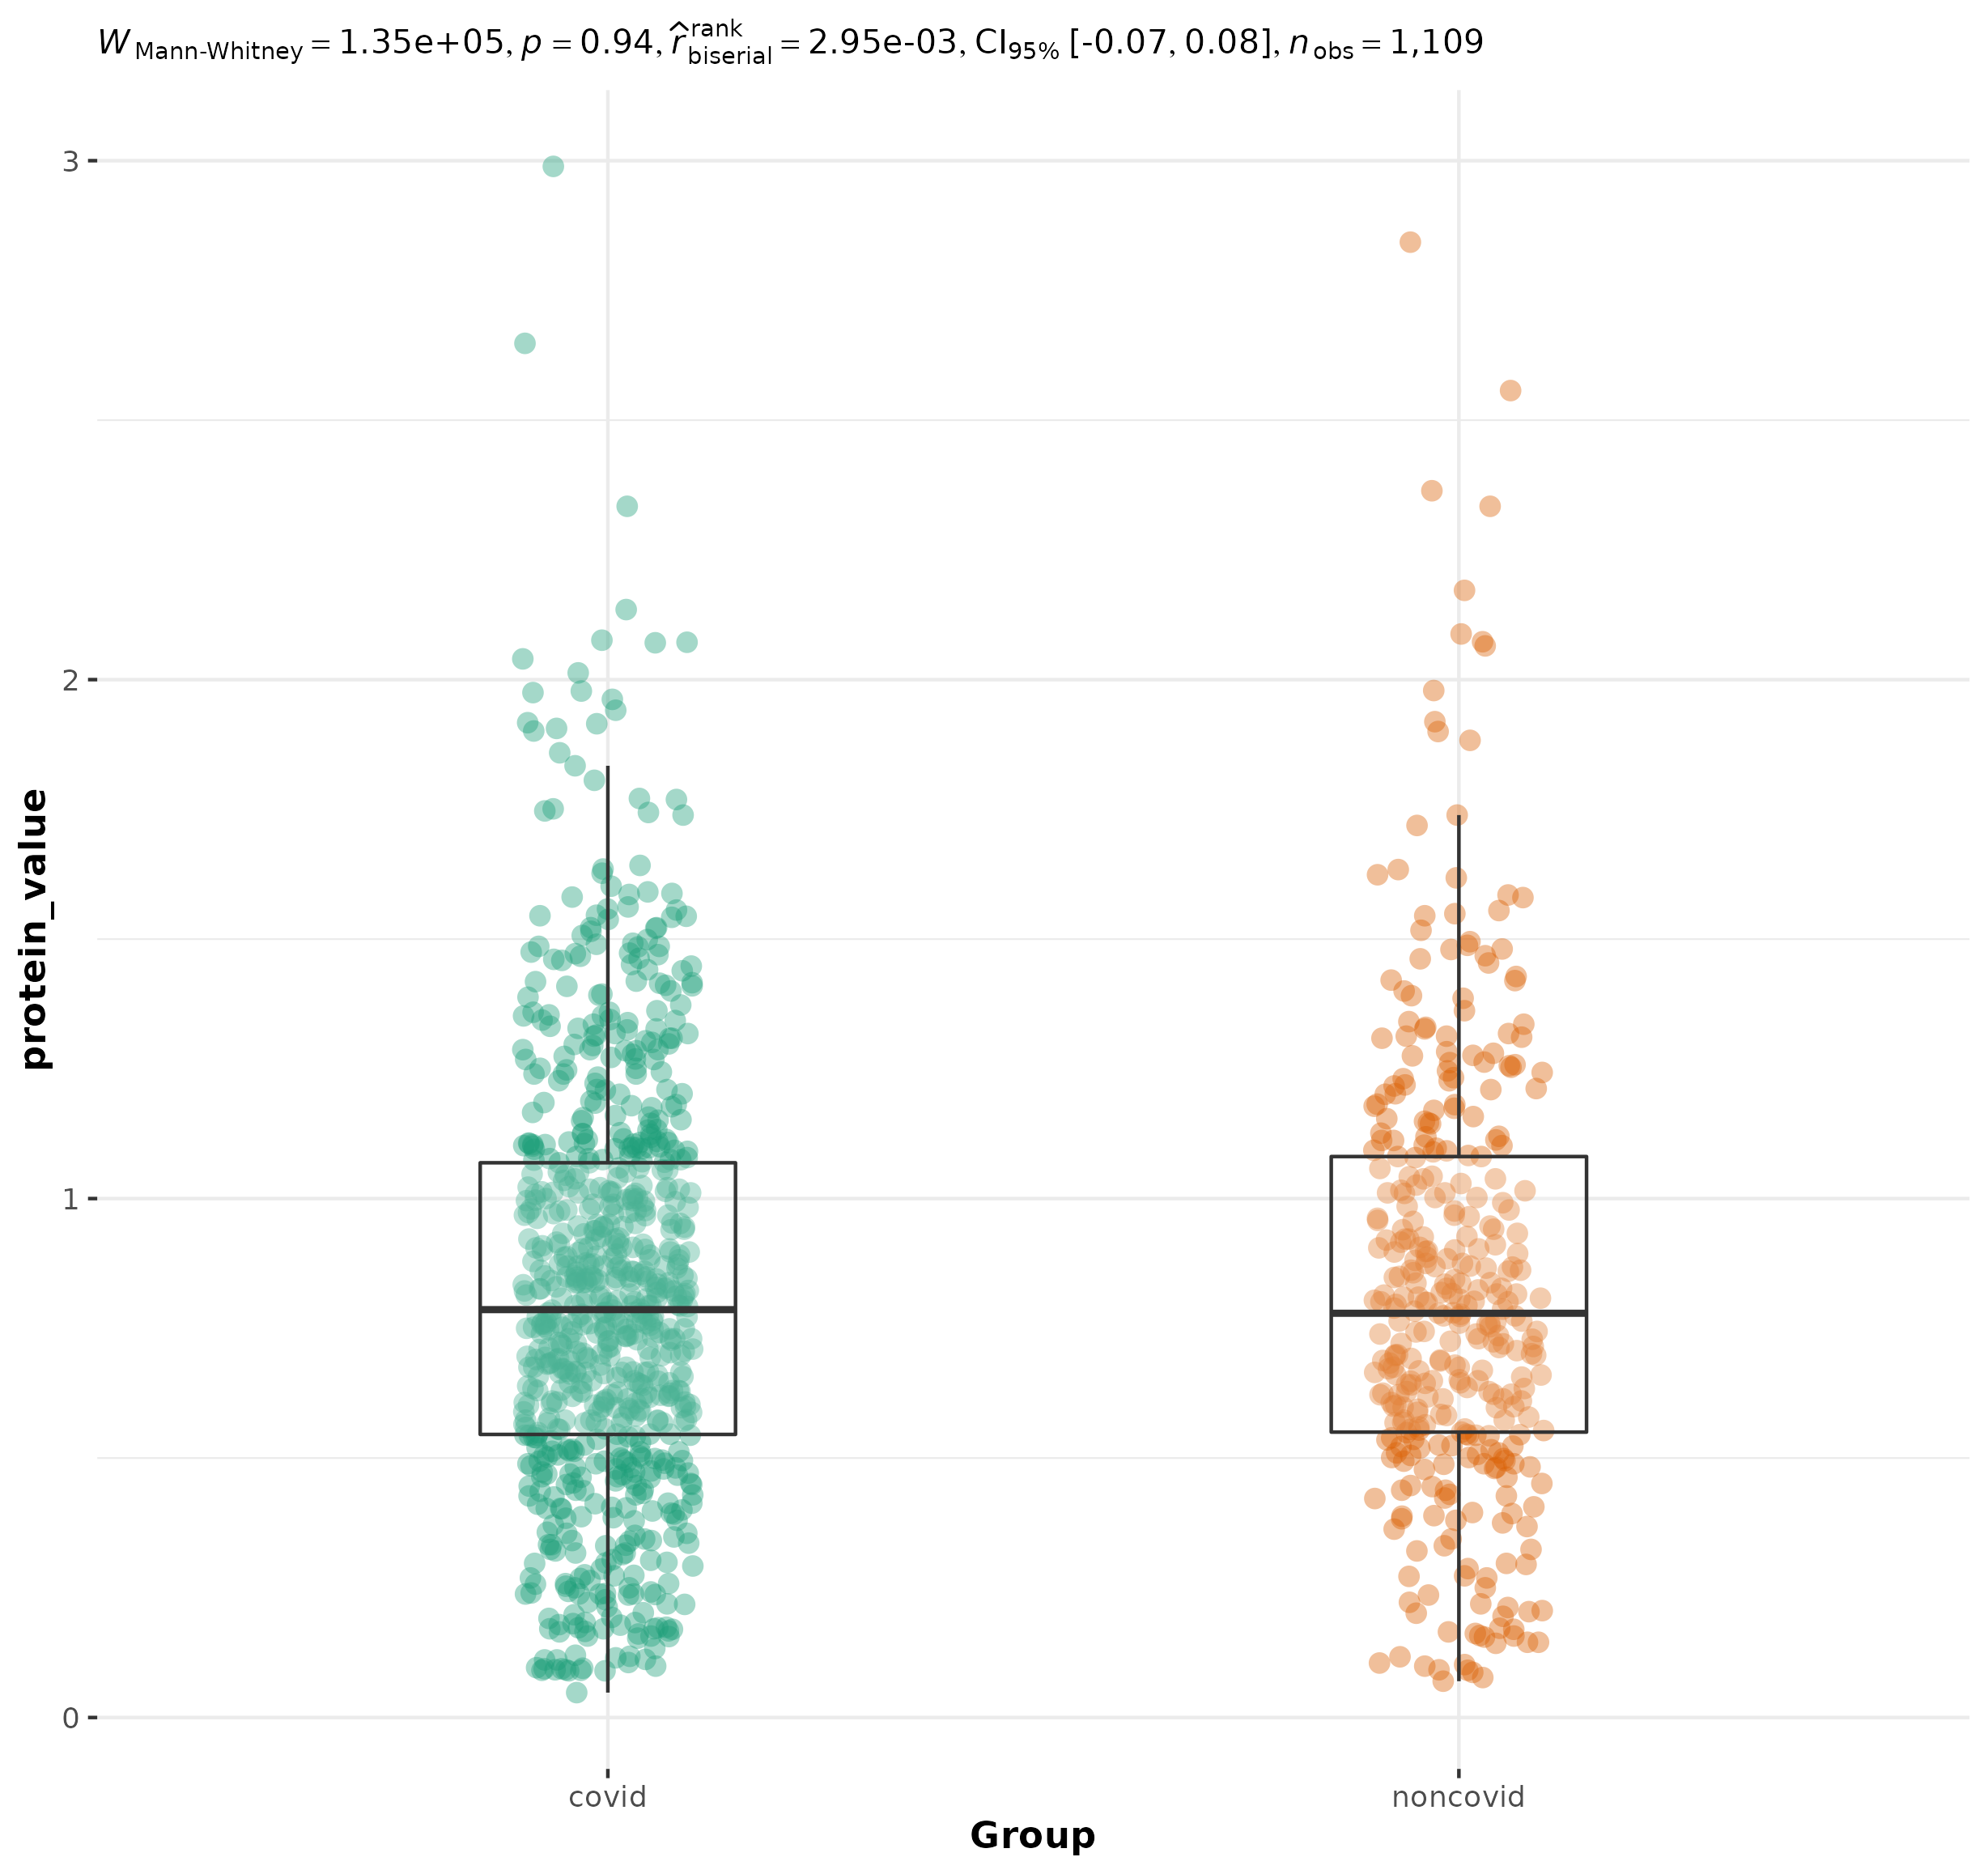 W Mann-Whitney = 1.35e+05, p = 0.94, r̂ rank biserial = 2.95e-03, CI95% [-0.07, 0.08], n obs = 1,109
3
2
1
0
protein_value
covid noncovid
Group